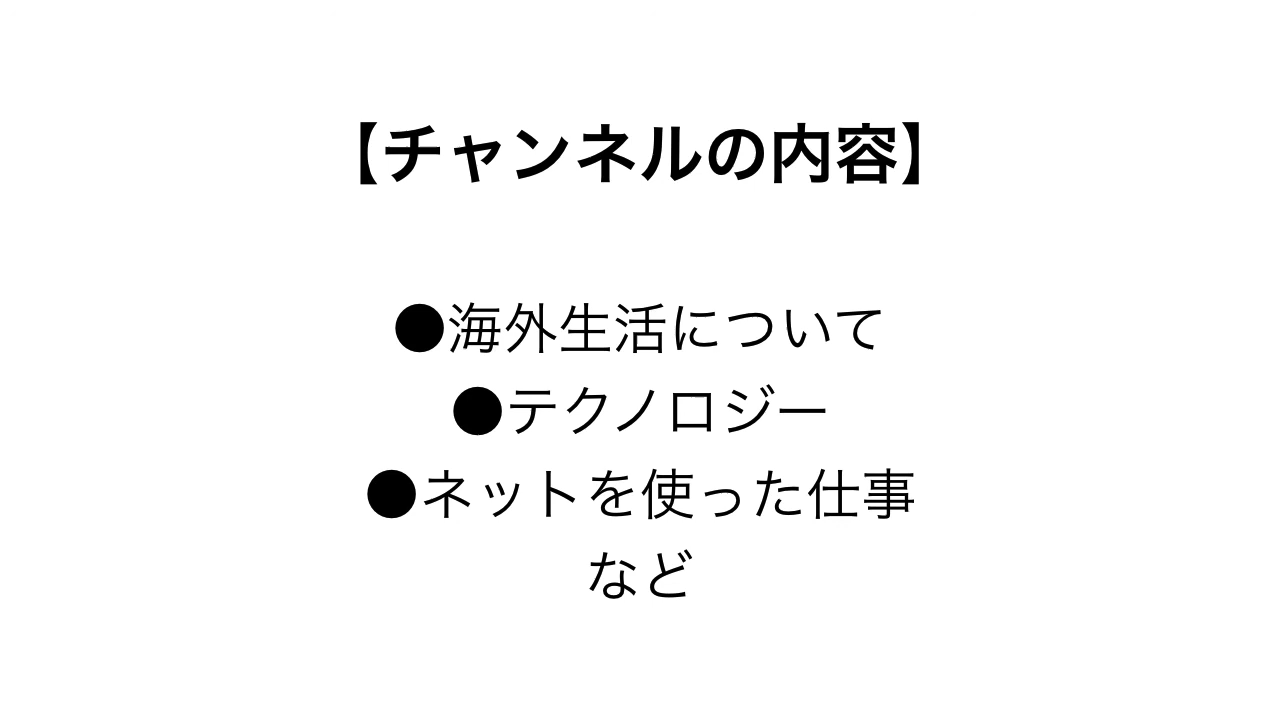 【チャンネルの内容】
●海外生活について
●テクノロジー
●ネットを使った仕事
など